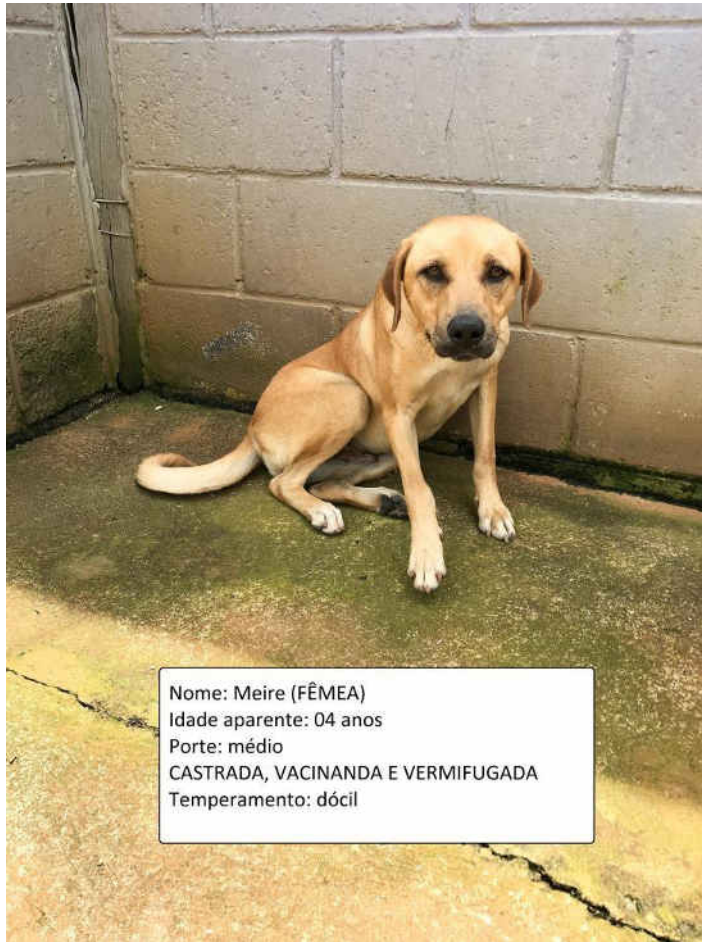 Nome: Meire (FÊMEA)
Idade aparente: 04 anos
Porte: médio
CASTRADA, VACINANDA E VERMIFUGADA
Temperamento: dócil